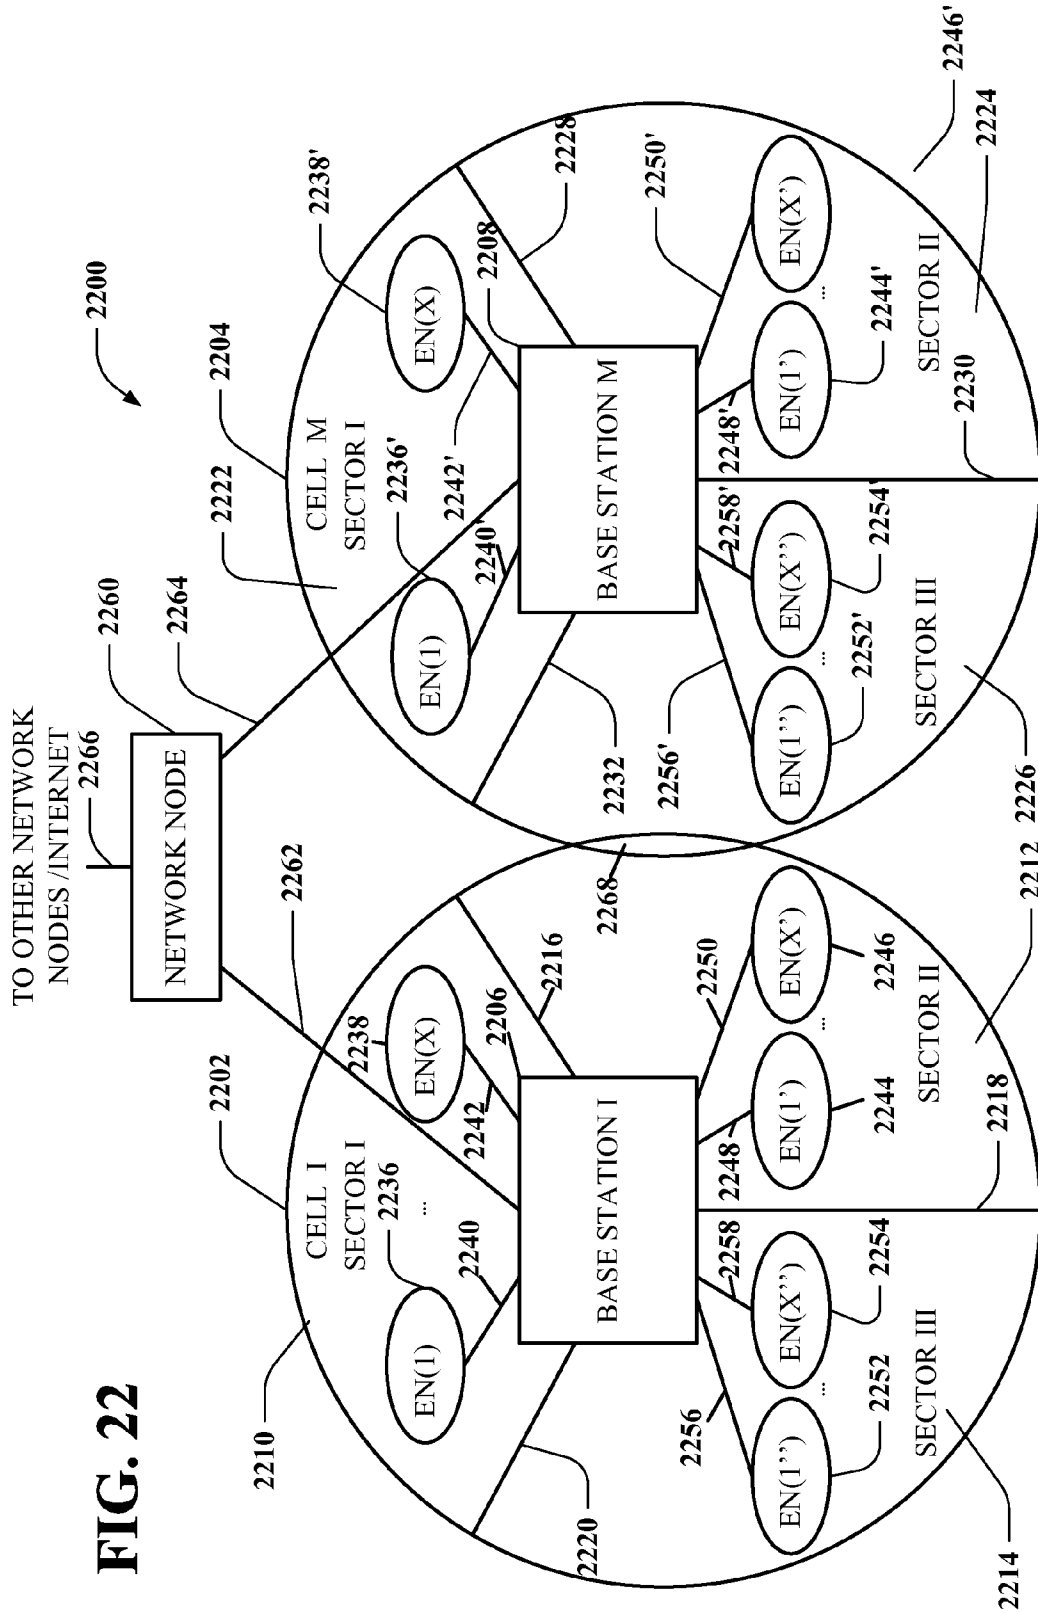 FIG. 22
2200
TO OTHER NETWORK
NODES /INTERNET
2266
NETWORK NODE
2260
2262
2264
2202
2204
2210
CELL I
SECTOR I
2236
...
EN(1)
2240
2238
EN(X)
2242
2206
2216
2220
BASE STATION I
2256
2258
2248
2250
EN(1'')
...
EN(X'')
EN(1')
...
EN(X')
2252
2254
2244
2246
SECTOR III
SECTOR II
2214
2218
2212
2268
2222
CELL M
SECTOR I
2236'
EN(1)
2240'
2238'
EN(X)
2242'
2208
2228
2232
BASE STATION M
2256'
2258'
2248'
2250'
EN(1'')
...
EN(X'')
EN(1')
...
EN(X')
2252'
2254'
2244'
2246'
SECTOR III
SECTOR II
2226
2230
2224